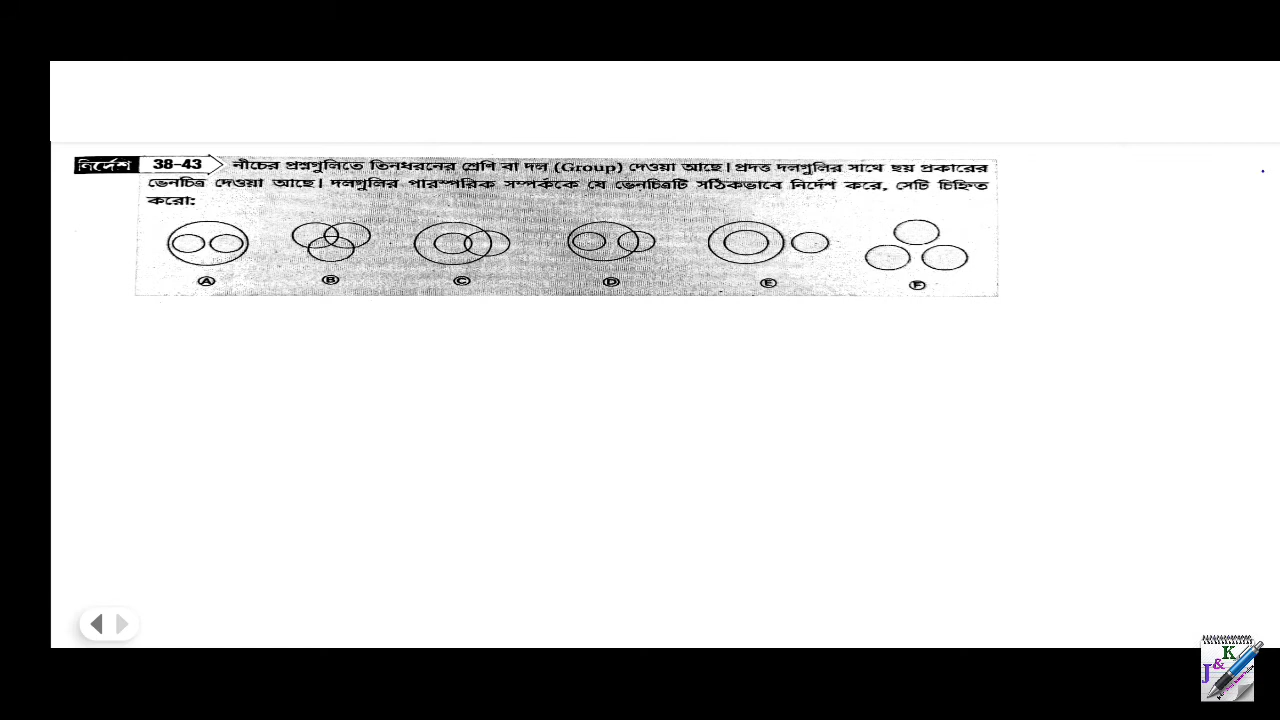 নির্দেশ 38-43 নীচের প্রশ্নগুলিতে তিনধরনের শ্রেণি বা দল (Group) দেওয়া আছে। প্রদত্ত দলগুলির সাথে ছয় প্রকারের
ভেনচিত্র দেওয়া আছে। দলগুলির পারস্পরিক সম্পর্ককে যে ভেনচিত্রটি সঠিকভাবে নির্দেশ করে, সেটি চিহ্নিত
করো:
A B C D E F
J & K